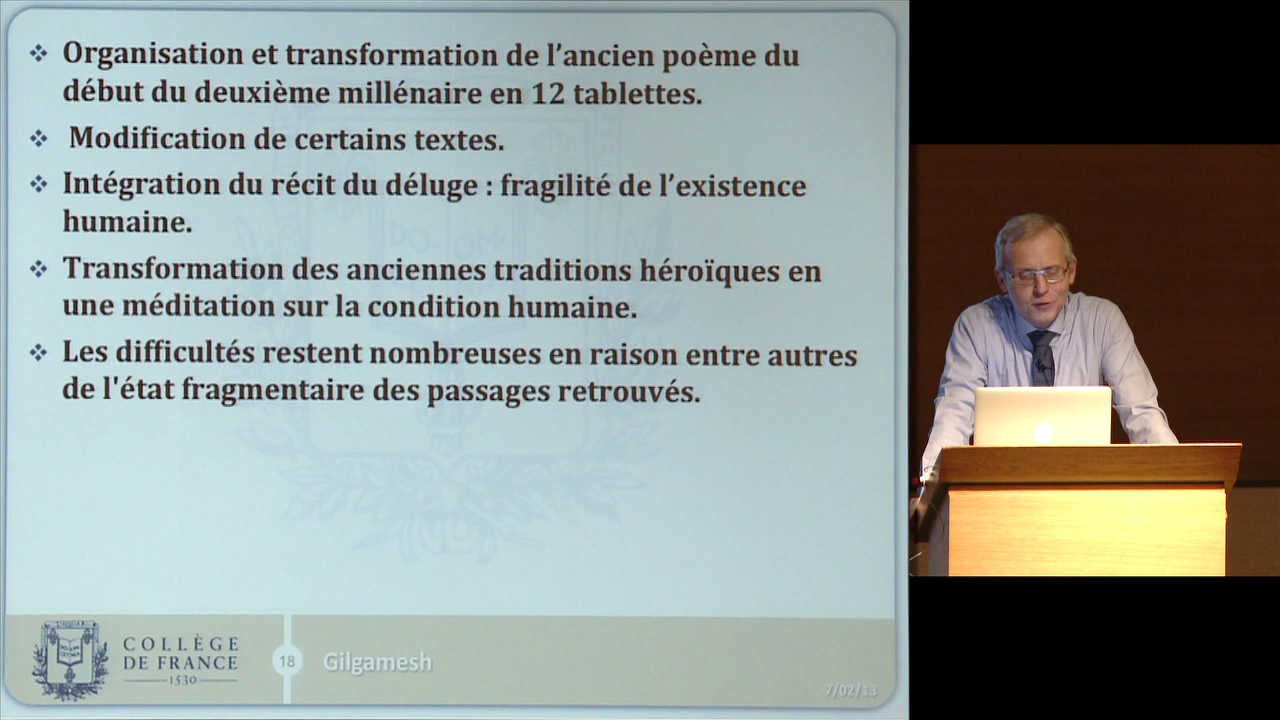 Organisation et transformation de l’ancien poème du
début du deuxième millénaire en 12 tablettes.
Modification de certains textes.
Intégration du récit du déluge : fragilité de l’existence
humaine.
Transformation des anciennes traditions héroïques en
une méditation sur la condition humaine.
Les difficultés restent nombreuses en raison entre autres
de l'état fragmentaire des passages retrouvés.
COLLÈGE
DE FRANCE
1530
18
Gilgamesh
7/02/13